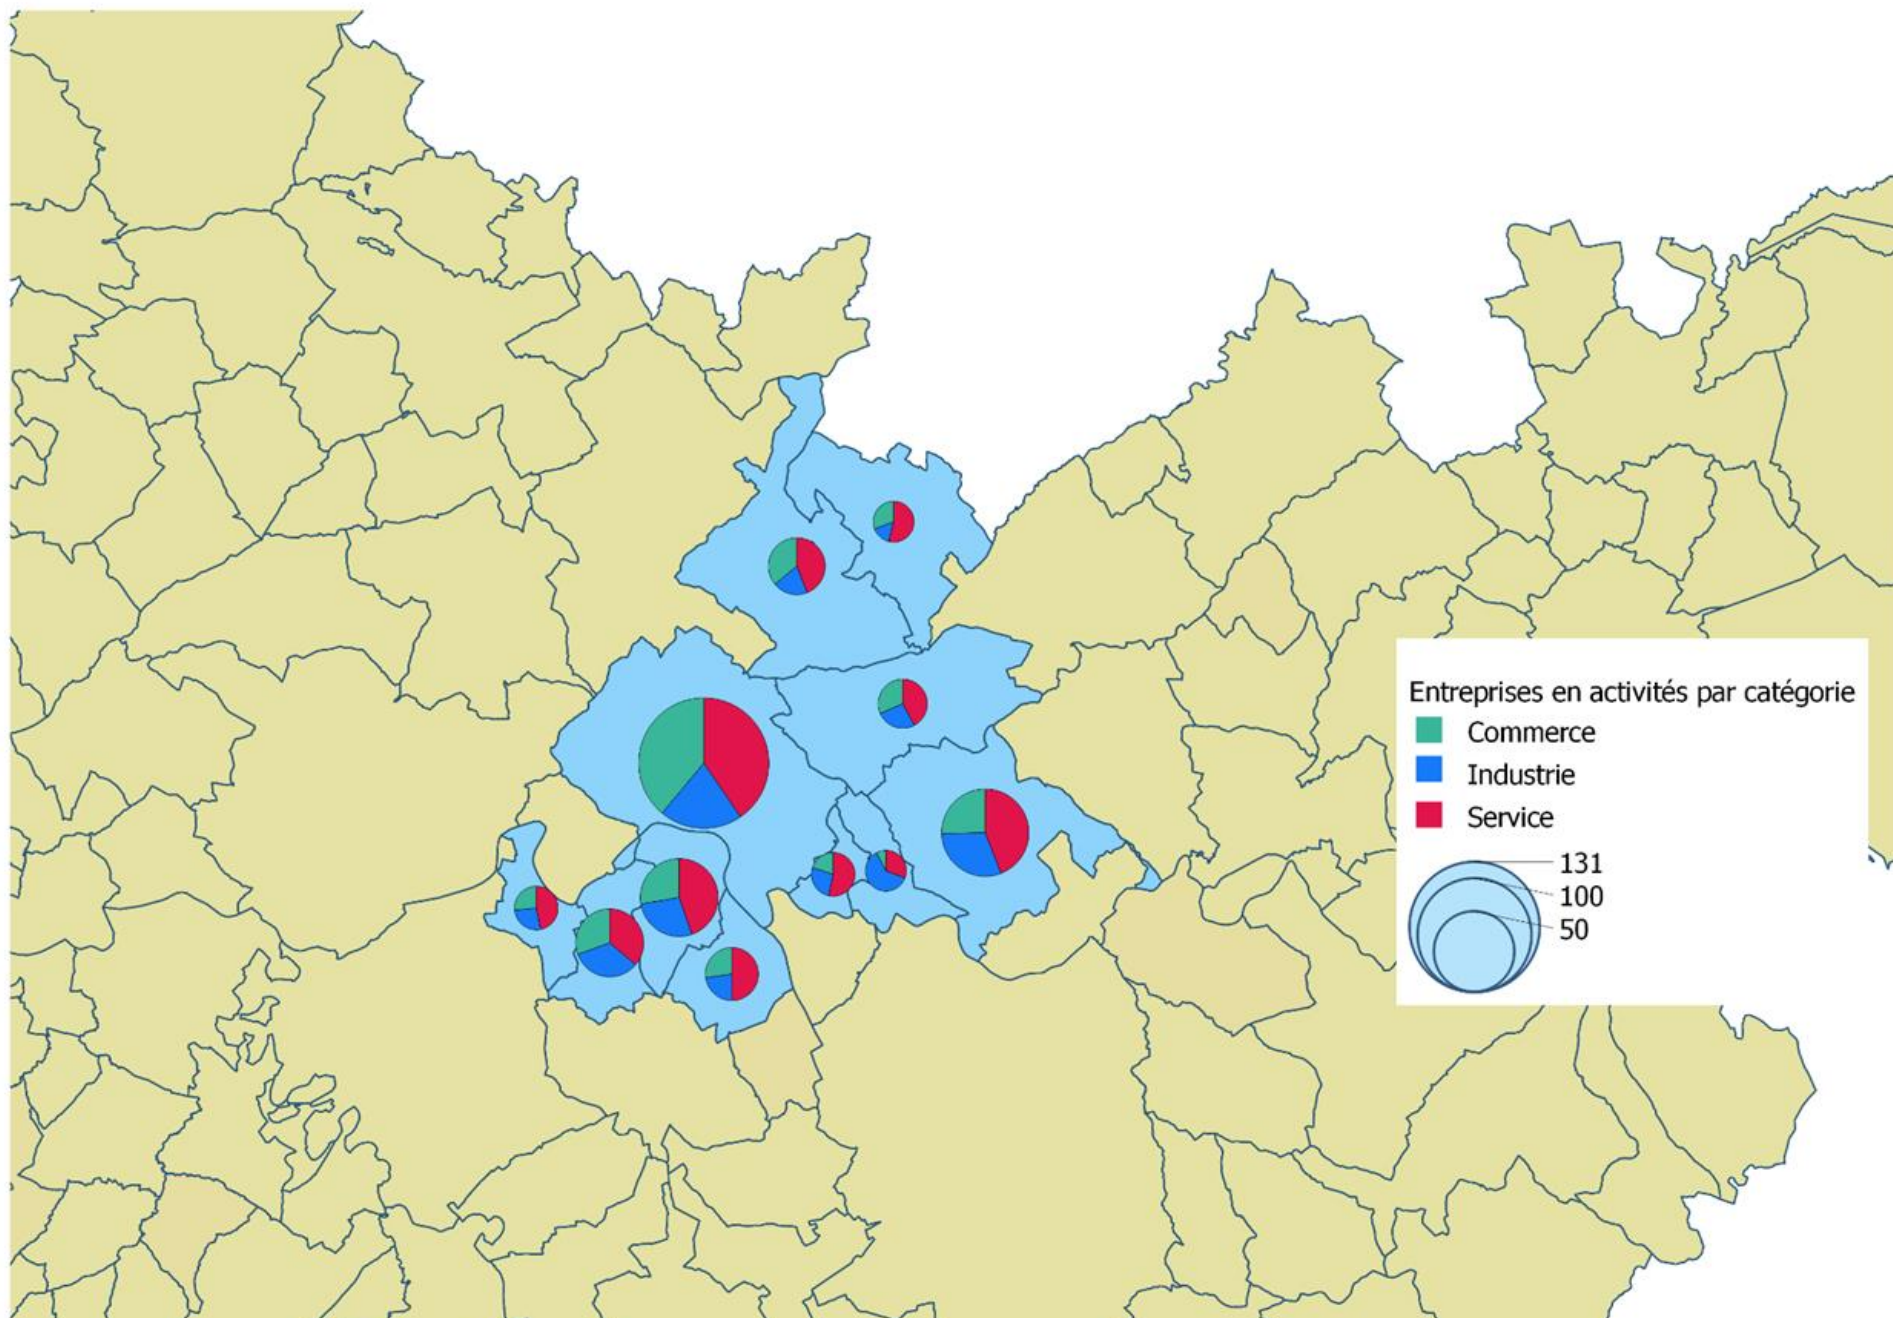 Entreprises en activités par catégorie
Commerce
Industrie
Service
131
100
50